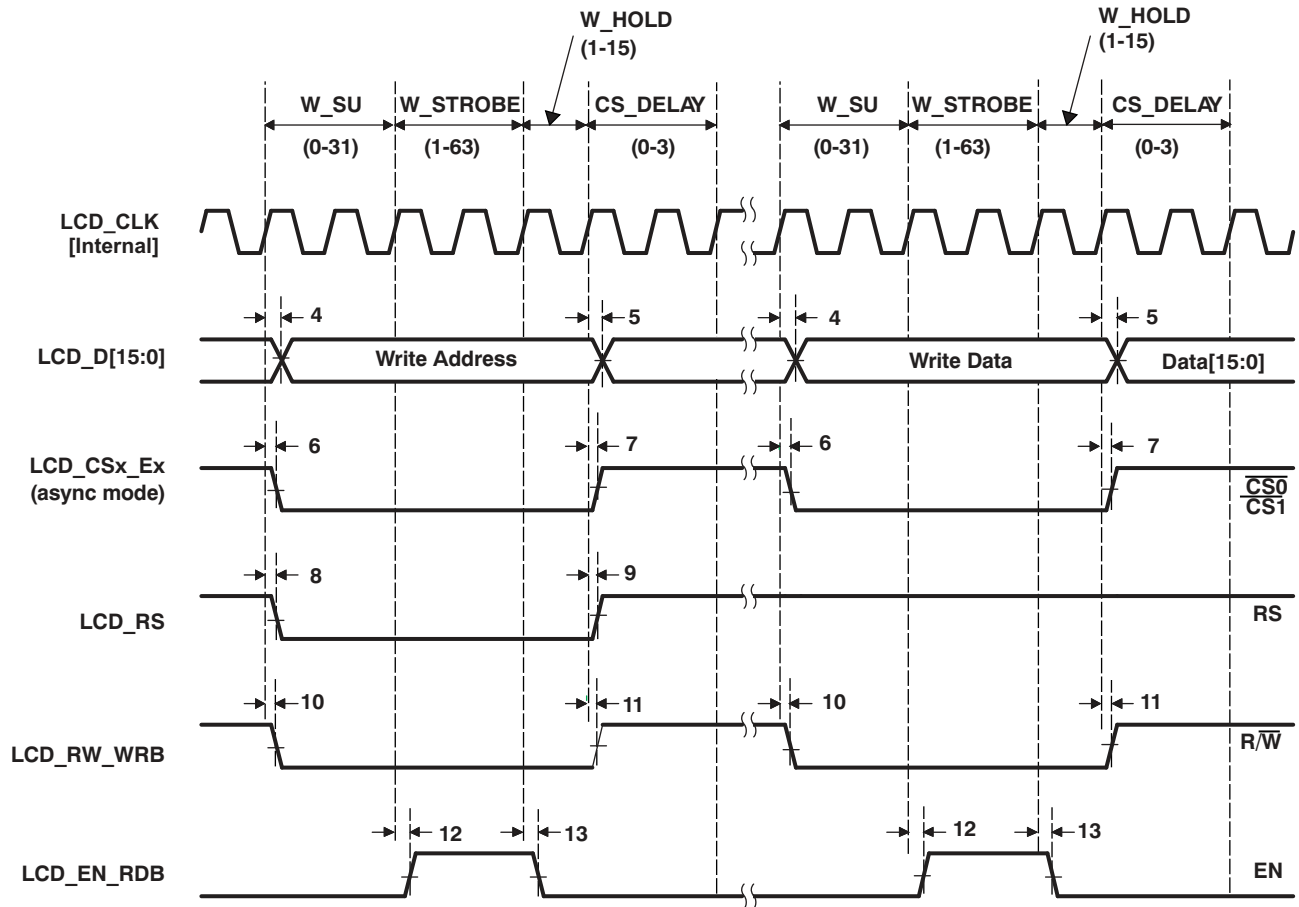 W_HOLD
(1-15)
W_HOLD
(1-15)
W_SU
W_STROBE
CS_DELAY
W_SU
W_STROBE
CS_DELAY
(0-31)
(1-63)
(0-3)
(0-31)
(1-63)
(0-3)
LCD_CLK
[Internal]
4
5
4
5
LCD_D[15:0]
Write Address
Write Data
Data[15:0]
6
7
6
7
LCD_CSx_Ex
(async mode)
CS0
CS1
8
9
LCD_RS
RS
10
11
10
11
LCD_RW_WRB
R/W
12
13
12
13
LCD_EN_RDB
EN